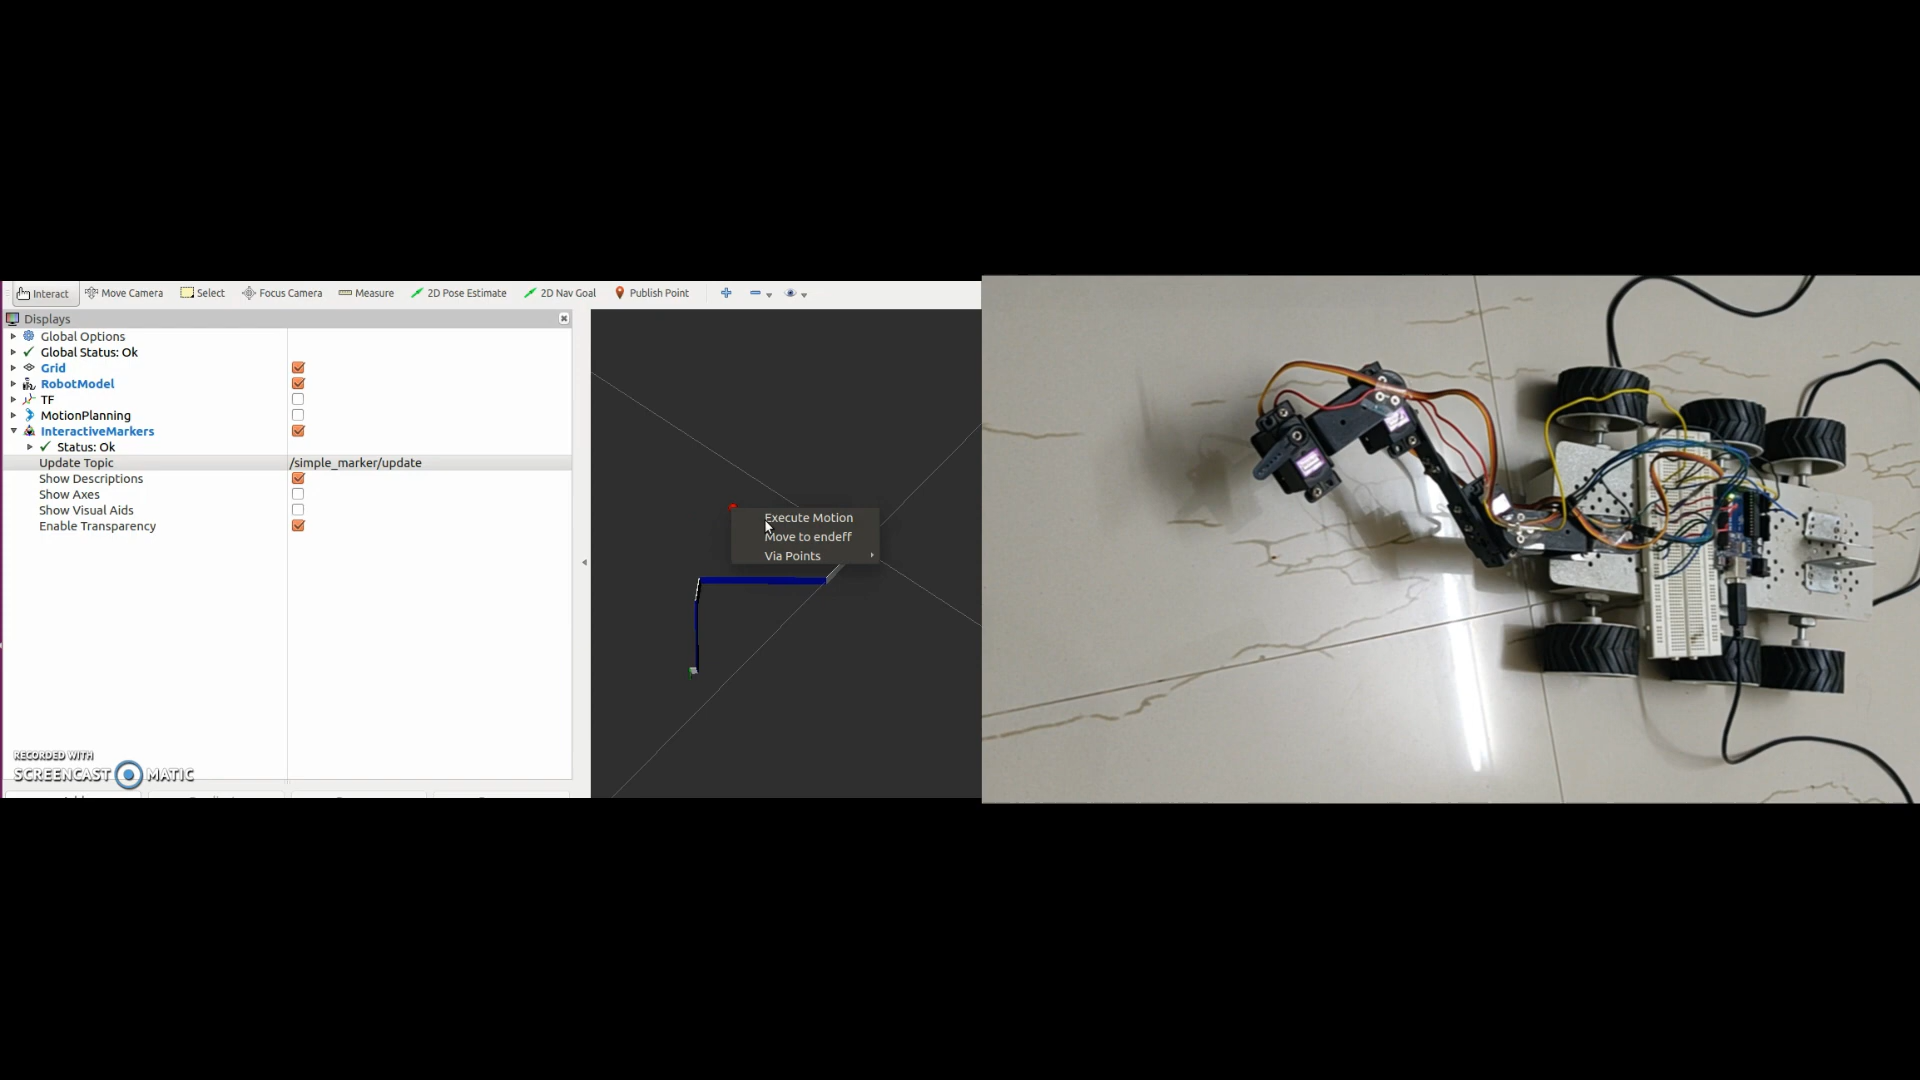 Interact Move Camera Select Focus Camera Measure 2D Pose Estimate 2D Nav Goal Publish Point
Displays
Global Options
Global Status: Ok
Grid
RobotModel
TF
MotionPlanning
InteractiveMarkers
Status: Ok
Update Topic /simple_marker/update
Show Descriptions
Show Axes
Show Visual Aids
Enable Transparency
Execute Motion
Move to endeff
Via Points
RECORDED WITH
SCREENCAST MATIC